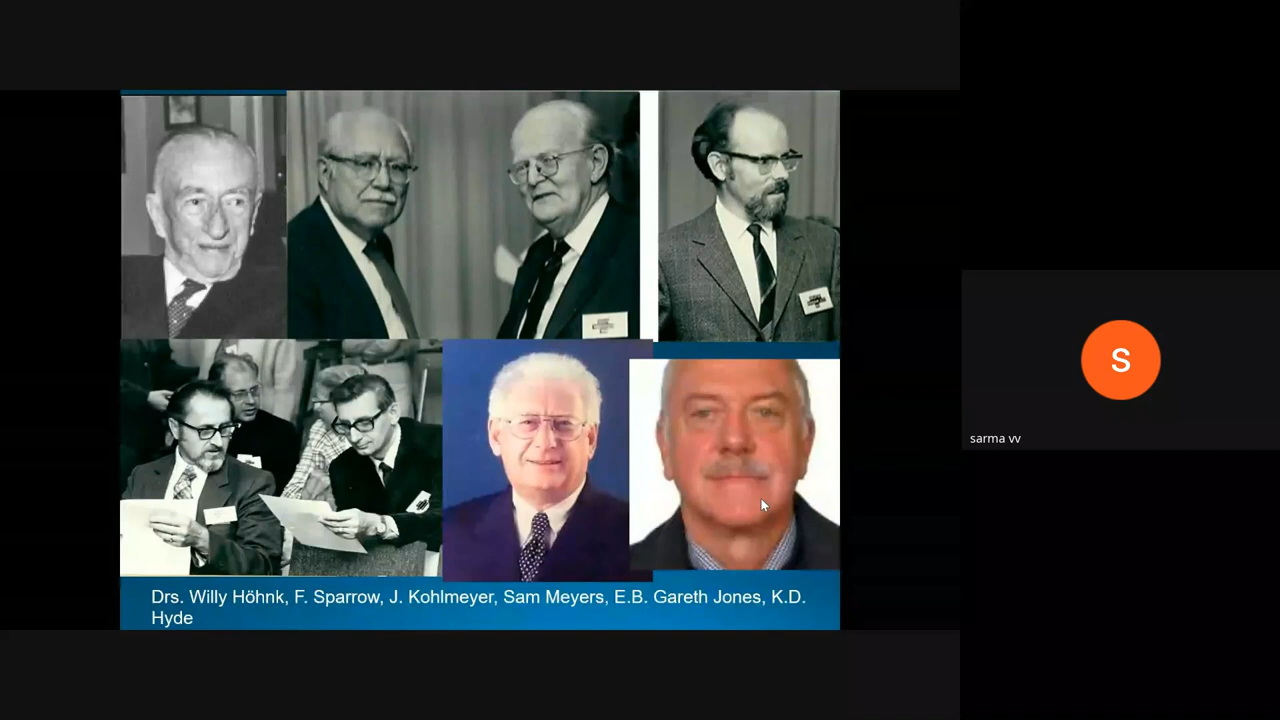 Drs. Willy Höhnk, F. Sparrow, J. Kohlmeyer, Sam Meyers, E.B. Gareth Jones, K.D.
Hyde
S
sarma vv